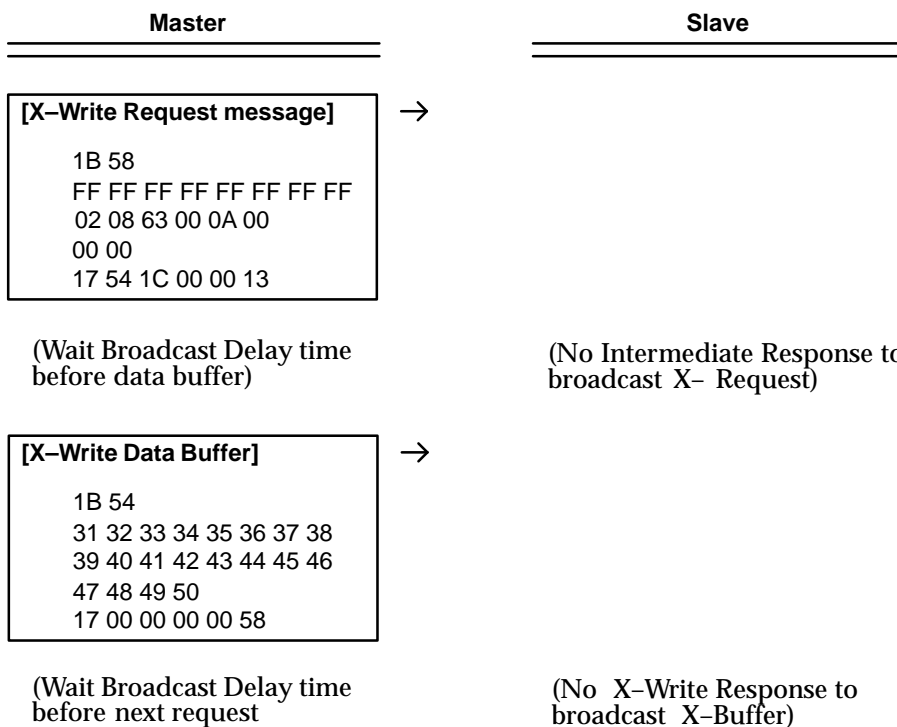 Master
Slave
[X–Write Request message]
→
1B 58
FF FF FF FF FF FF FF FF
02 08 63 00 0A 00
00 00
17 54 1C 00 00 13
(Wait Broadcast Delay time
before data buffer)
(No Intermediate Response to
broadcast X– Request)
[X–Write Data Buffer]
→
1B 54
31 32 33 34 35 36 37 38
39 40 41 42 43 44 45 46
47 48 49 50
17 00 00 00 00 58
(Wait Broadcast Delay time
before next request
(No X–Write Response to
broadcast X–Buffer)